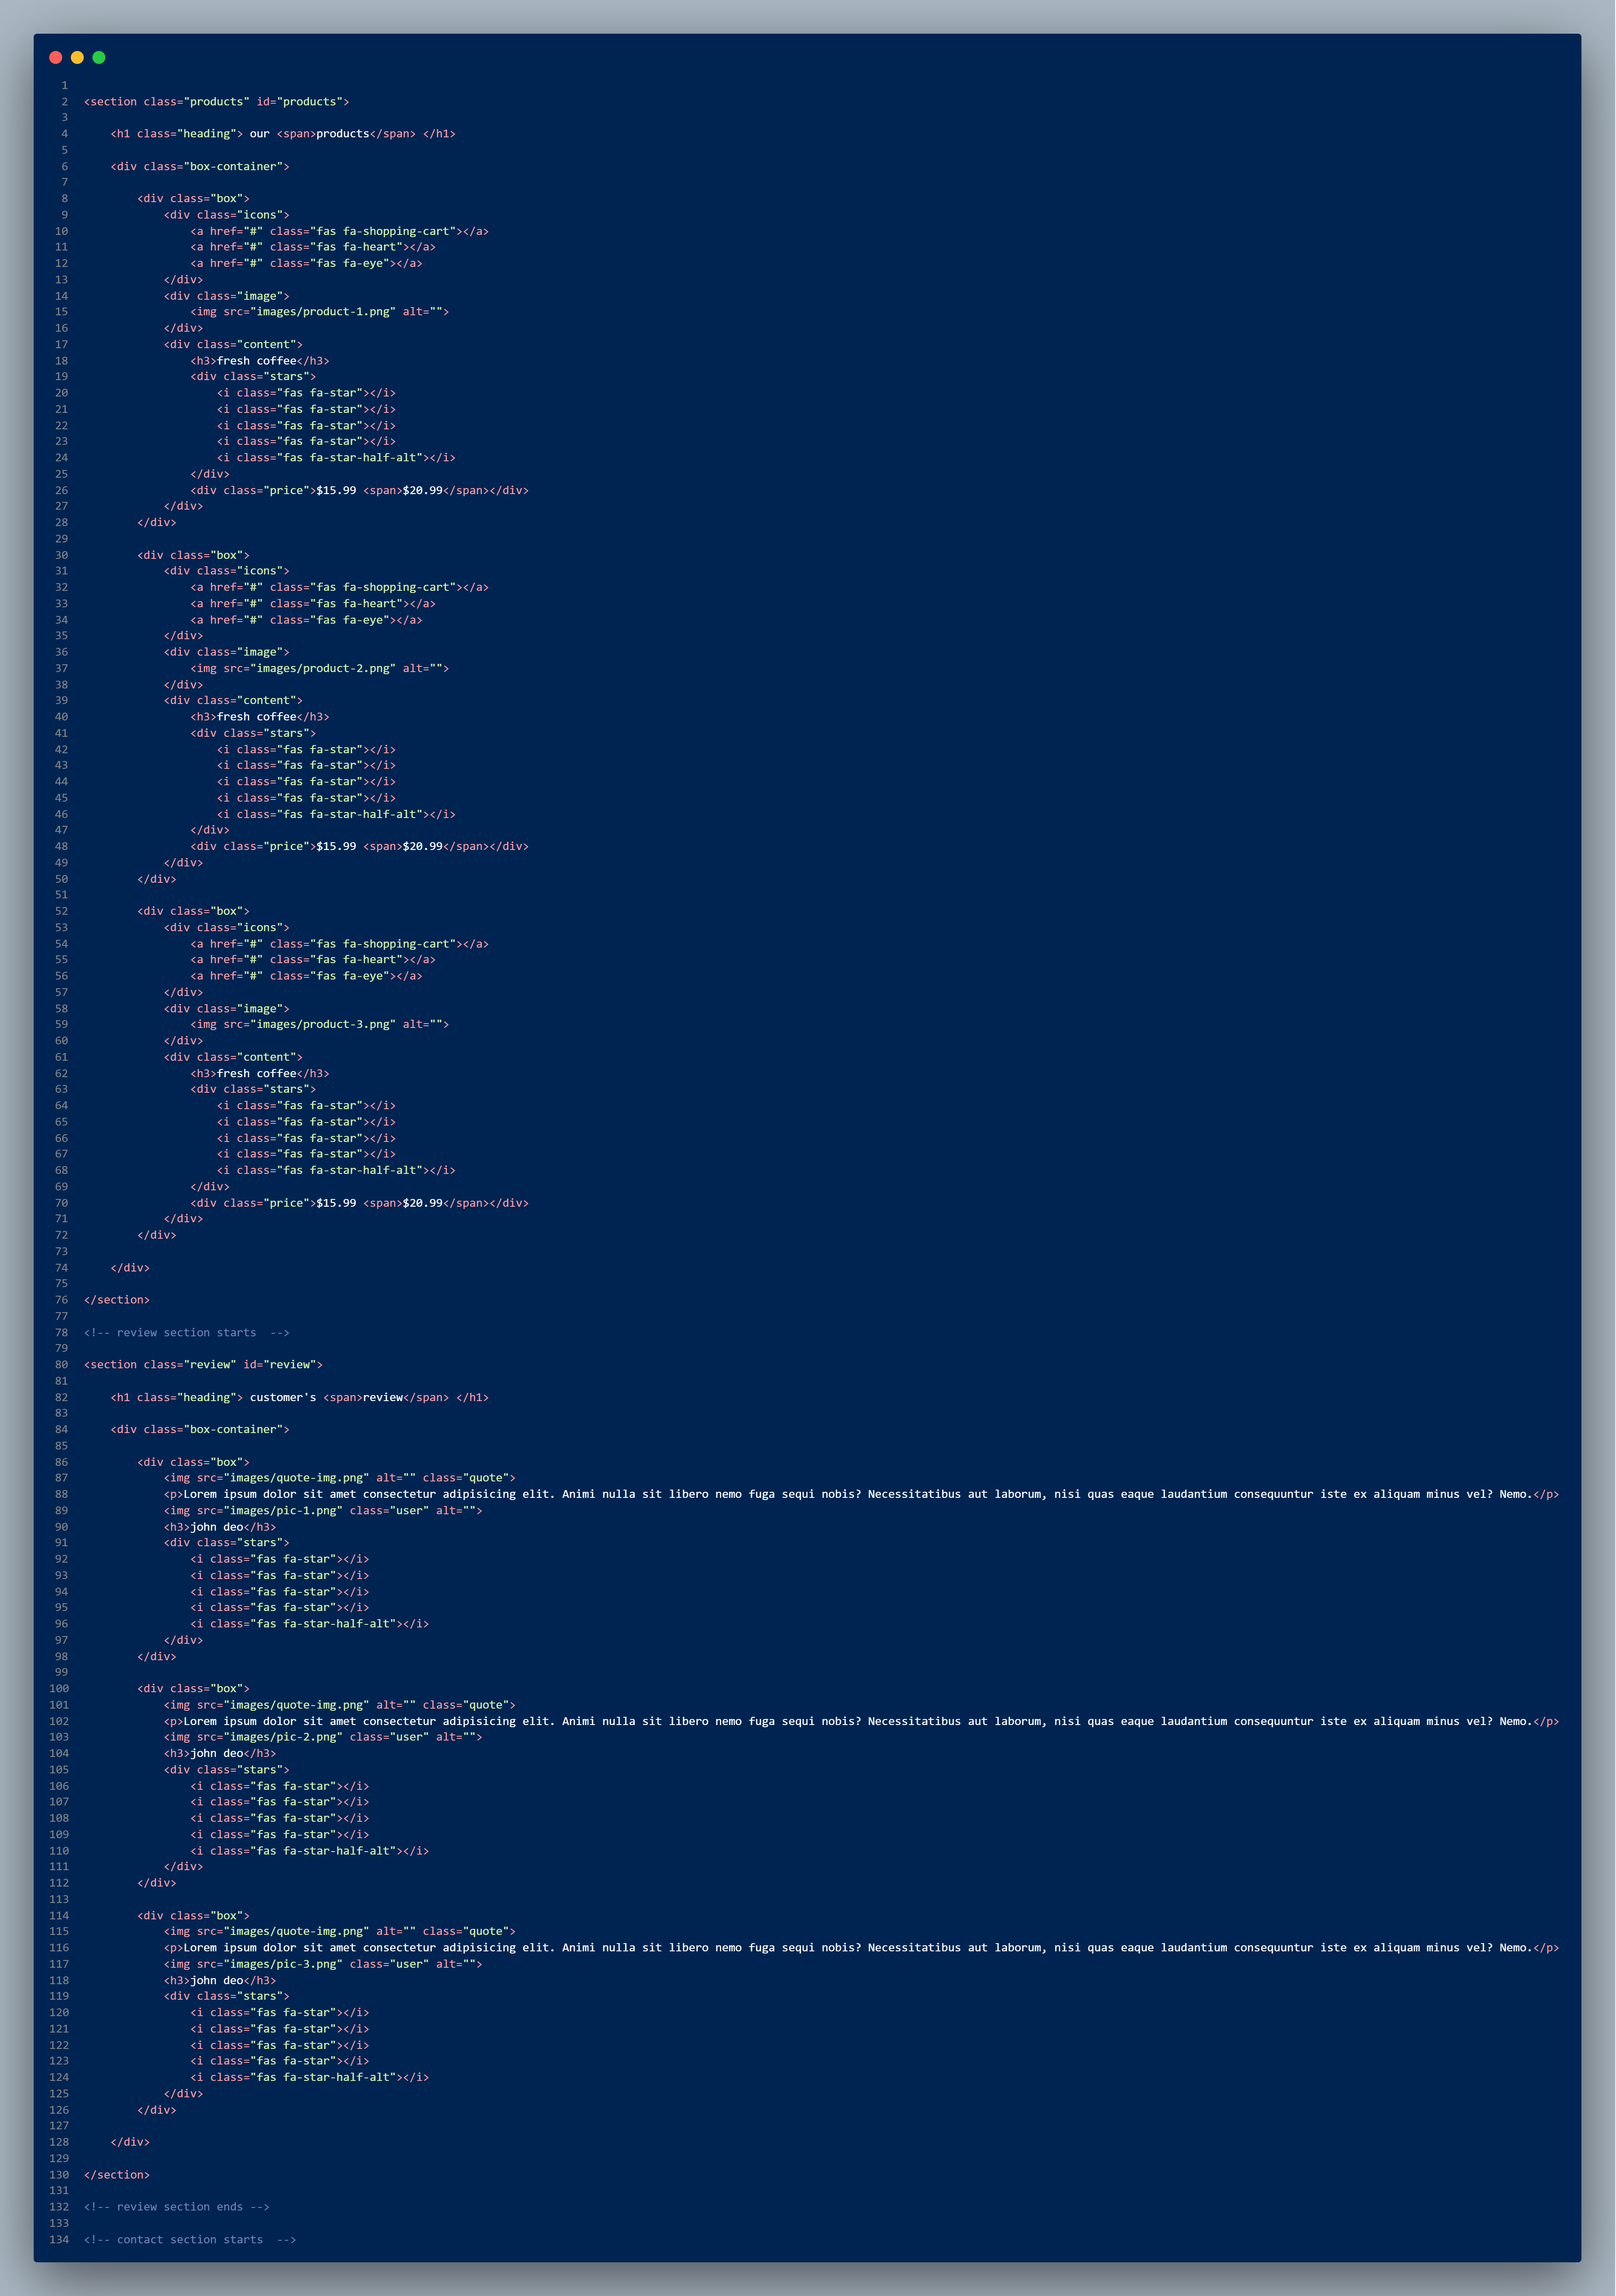 1
2 <section class="products" id="products">
3
4     <h1 class="heading"> our <span>products</span> </h1>
5
6     <div class="box-container">
7
8         <div class="box">
9             <div class="icons">
10                 <a href="#" class="fas fa-shopping-cart"></a>
11                 <a href="#" class="fas fa-heart"></a>
12                 <a href="#" class="fas fa-eye"></a>
13             </div>
14             <div class="image">
15                 <img src="images/product-1.png" alt="">
16             </div>
17             <div class="content">
18                 <h3>fresh coffee</h3>
19                 <div class="stars">
20                     <i class="fas fa-star"></i>
21                     <i class="fas fa-star"></i>
22                     <i class="fas fa-star"></i>
23                     <i class="fas fa-star"></i>
24                     <i class="fas fa-star-half-alt"></i>
25                 </div>
26                 <div class="price">$15.99 <span>$20.99</span></div>
27             </div>
28         </div>
29
30         <div class="box">
31             <div class="icons">
32                 <a href="#" class="fas fa-shopping-cart"></a>
33                 <a href="#" class="fas fa-heart"></a>
34                 <a href="#" class="fas fa-eye"></a>
35             </div>
36             <div class="image">
37                 <img src="images/product-2.png" alt="">
38             </div>
39             <div class="content">
40                 <h3>fresh coffee</h3>
41                 <div class="stars">
42                     <i class="fas fa-star"></i>
43                     <i class="fas fa-star"></i>
44                     <i class="fas fa-star"></i>
45                     <i class="fas fa-star"></i>
46                     <i class="fas fa-star-half-alt"></i>
47                 </div>
48                 <div class="price">$15.99 <span>$20.99</span></div>
49             </div>
50         </div>
51
52         <div class="box">
53             <div class="icons">
54                 <a href="#" class="fas fa-shopping-cart"></a>
55                 <a href="#" class="fas fa-heart"></a>
56                 <a href="#" class="fas fa-eye"></a>
57             </div>
58             <div class="image">
59                 <img src="images/product-3.png" alt="">
60             </div>
61             <div class="content">
62                 <h3>fresh coffee</h3>
63                 <div class="stars">
64                     <i class="fas fa-star"></i>
65                     <i class="fas fa-star"></i>
66                     <i class="fas fa-star"></i>
67                     <i class="fas fa-star"></i>
68                     <i class="fas fa-star-half-alt"></i>
69                 </div>
70                 <div class="price">$15.99 <span>$20.99</span></div>
71             </div>
72         </div>
73
74     </div>
75
76 </section>
77
78 <!-- review section starts  -->
79
80 <section class="review" id="review">
81
82     <h1 class="heading"> customer's <span>review</span> </h1>
83
84     <div class="box-container">
85
86         <div class="box">
87             <img src="images/quote-img.png" alt="" class="quote">
88             <p>Lorem ipsum dolor sit amet consectetur adipisicing elit. Animi nulla sit libero nemo fuga sequi nobis? Necessitatibus aut laborum, nisi quas eaque laudantium consequuntur iste ex aliquam minus vel? Nemo.</p>
89             <img src="images/pic-1.png" class="user" alt="">
90             <h3>john deo</h3>
91             <div class="stars">
92                 <i class="fas fa-star"></i>
93                 <i class="fas fa-star"></i>
94                 <i class="fas fa-star"></i>
95                 <i class="fas fa-star"></i>
96                 <i class="fas fa-star-half-alt"></i>
97             </div>
98         </div>
99
100         <div class="box">
101             <img src="images/quote-img.png" alt="" class="quote">
102             <p>Lorem ipsum dolor sit amet consectetur adipisicing elit. Animi nulla sit libero nemo fuga sequi nobis? Necessitatibus aut laborum, nisi quas eaque laudantium consequuntur iste ex aliquam minus vel? Nemo.</p>
103             <img src="images/pic-2.png" class="user" alt="">
104             <h3>john deo</h3>
105             <div class="stars">
106                 <i class="fas fa-star"></i>
107                 <i class="fas fa-star"></i>
108                 <i class="fas fa-star"></i>
109                 <i class="fas fa-star"></i>
110                 <i class="fas fa-star-half-alt"></i>
111             </div>
112         </div>
113
114         <div class="box">
115             <img src="images/quote-img.png" alt="" class="quote">
116             <p>Lorem ipsum dolor sit amet consectetur adipisicing elit. Animi nulla sit libero nemo fuga sequi nobis? Necessitatibus aut laborum, nisi quas eaque laudantium consequuntur iste ex aliquam minus vel? Nemo.</p>
117             <img src="images/pic-3.png" class="user" alt="">
118             <h3>john deo</h3>
119             <div class="stars">
120                 <i class="fas fa-star"></i>
121                 <i class="fas fa-star"></i>
122                 <i class="fas fa-star"></i>
123                 <i class="fas fa-star"></i>
124                 <i class="fas fa-star-half-alt"></i>
125             </div>
126         </div>
127
128     </div>
129
130 </section>
131
132 <!-- review section ends -->
133
134 <!-- contact section starts  -->